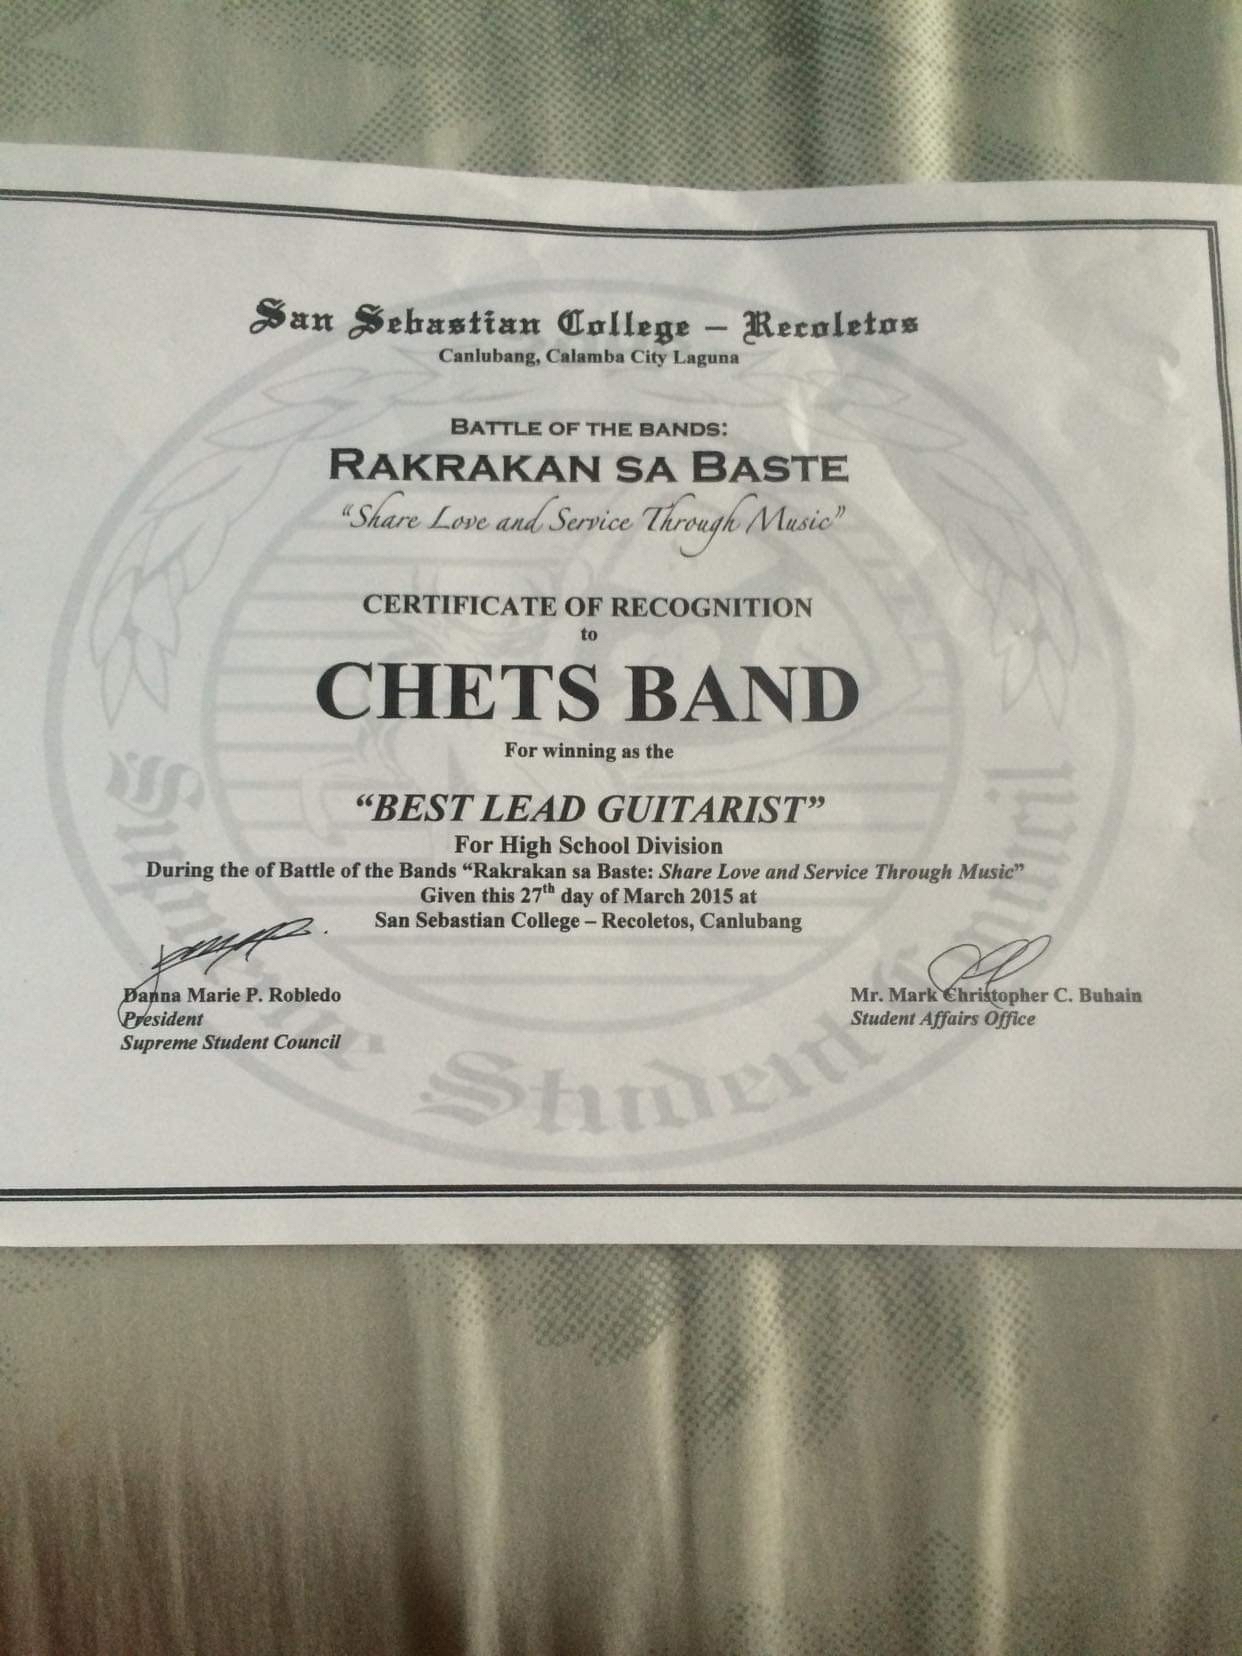 San Sebastian College – Recoletos
Canlubang, Calamba City Laguna
BATTLE OF THE BANDS:
RAKRAKAN SA BASTE
“Share Love and Service Through Music”
CERTIFICATE OF RECOGNITION
to
CHETS BAND
For winning as the
“BEST LEAD GUITARIST”
For High School Division
During the of Battle of the Bands “Rakrakan sa Baste: Share Love and Service Through Music”
Given this 27th day of March 2015 at
San Sebastian College – Recoletos, Canlubang
Danna Marie P. Robledo
President
Supreme Student Council
Mr. Mark Christopher C. Buhain
Student Affairs Office
Supreme Student Council